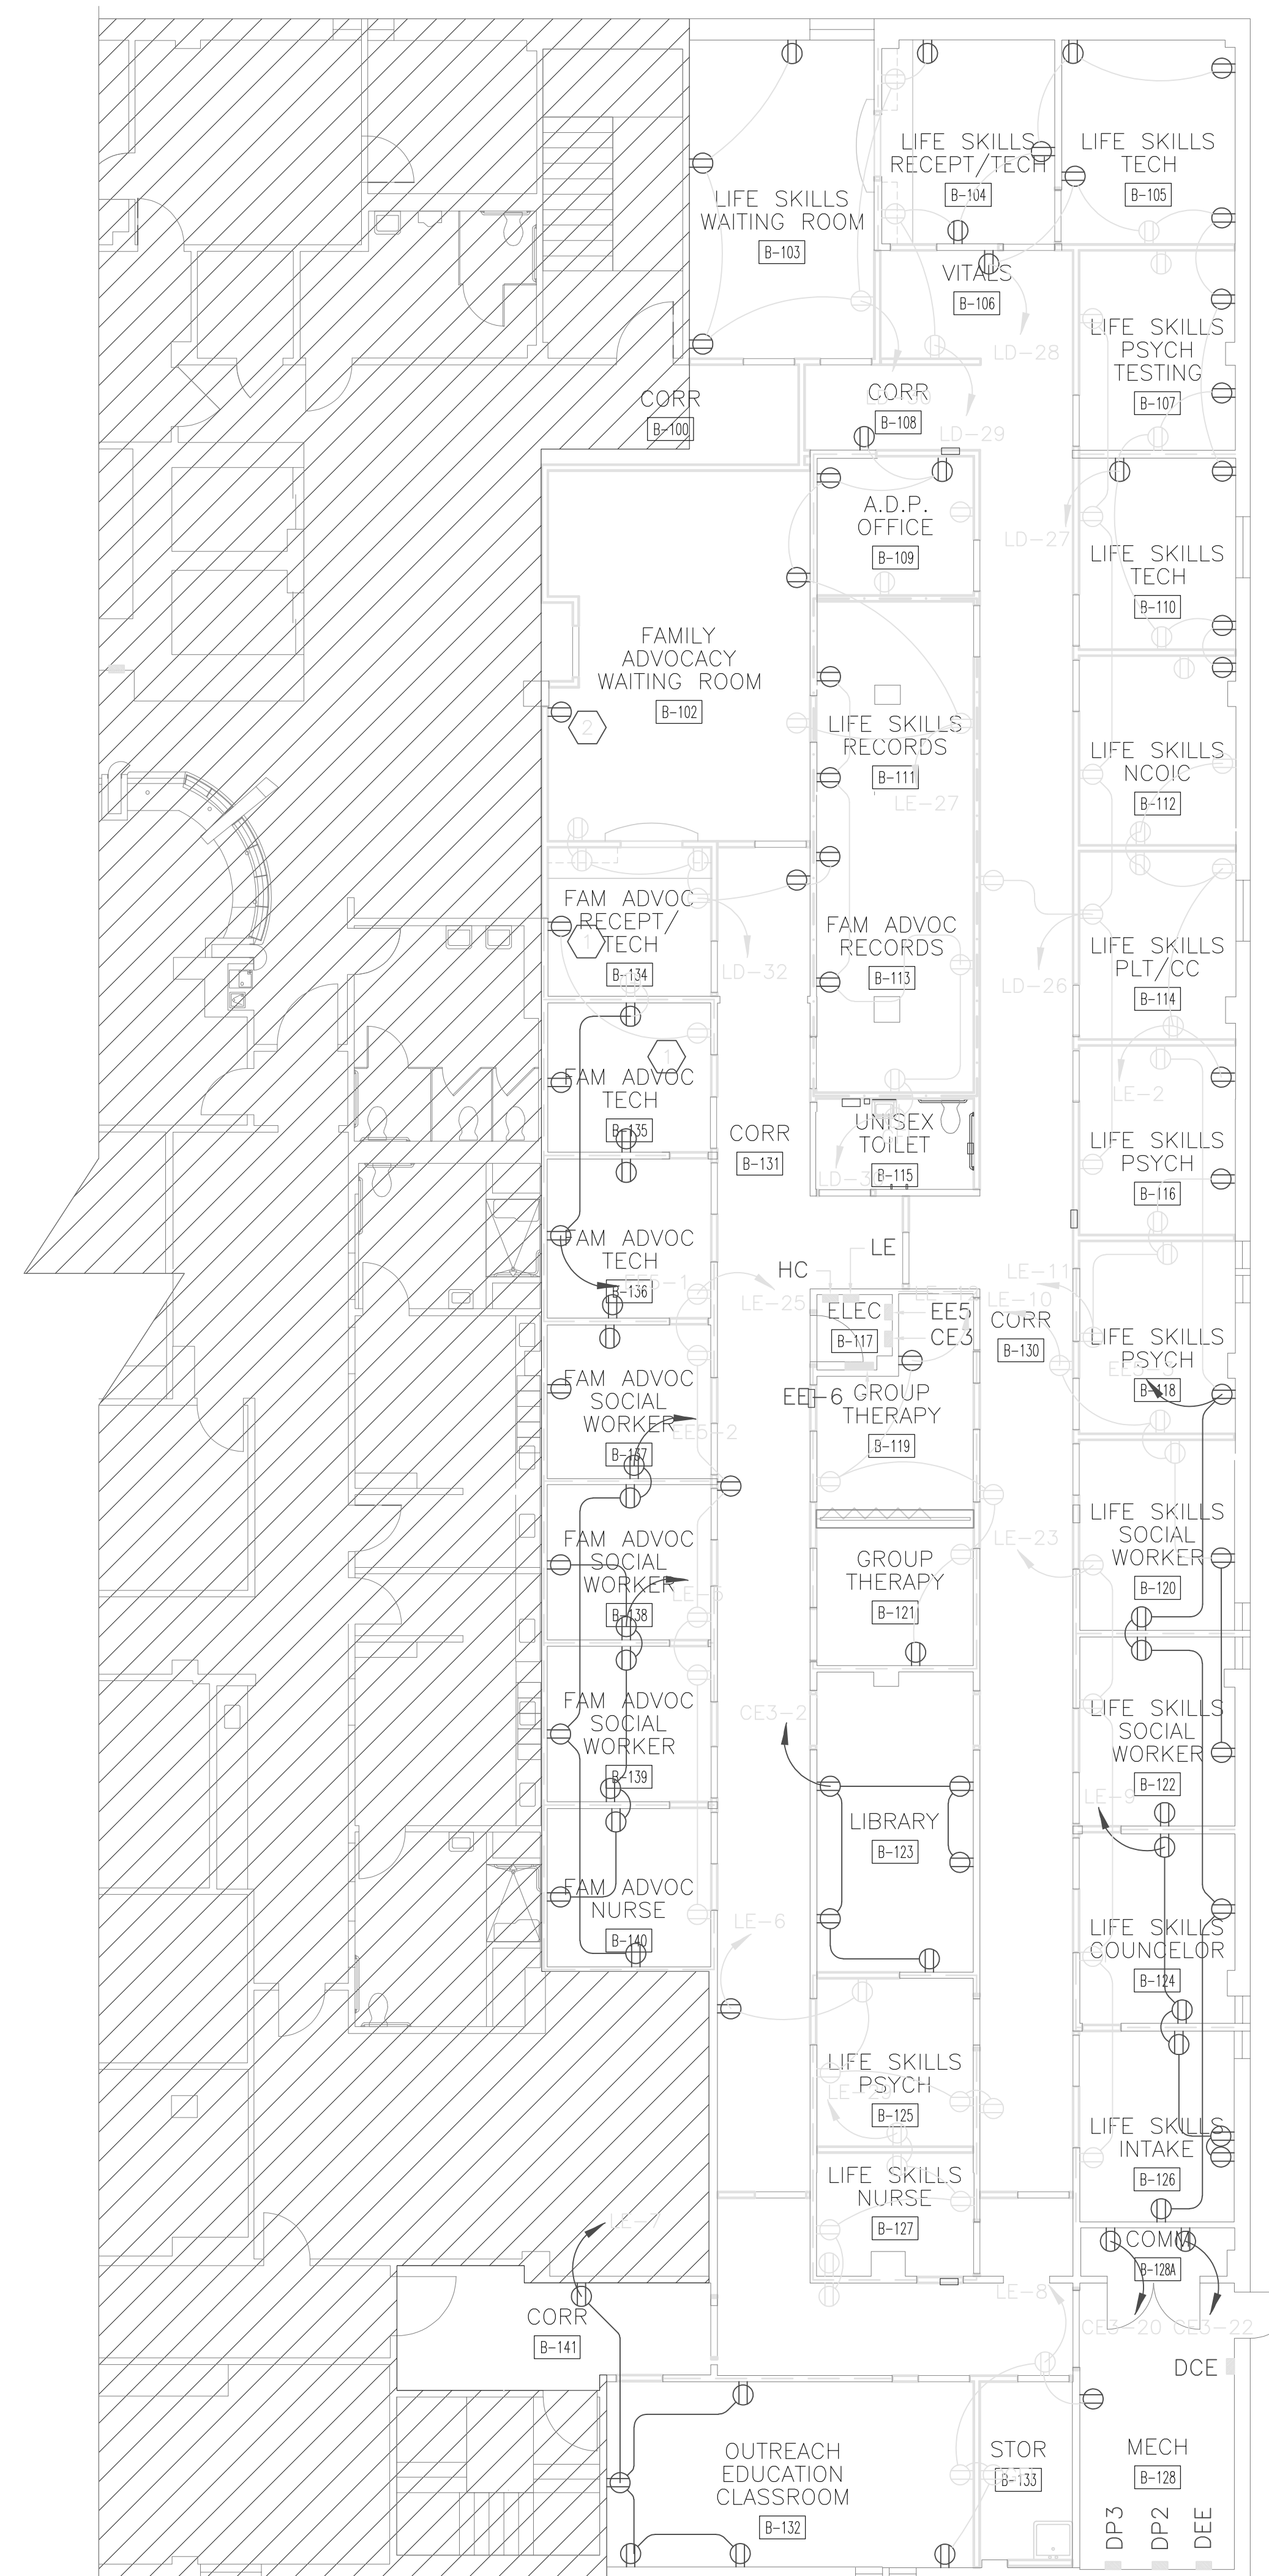 LIFE SKILLS
WAITING ROOM
B-103
LIFE SKILLS
RECEPT/TECH
B-104
LIFE SKILLS
TECH
B-105
VITALS
B-106
LD-28
LIFE SKILLS
PSYCH
TESTING
B-107
CORR
B-100
CORR
B-108
LD-29
A.D.P.
OFFICE
B-109
LD-27
LIFE SKILLS
TECH
B-110
FAMILY
ADVOCACY
WAITING ROOM
B-102
2
LIFE SKILLS
RECORDS
B-111
LE-27
LIFE SKILLS
NCOIC
B-112
FAM ADVOC
RECEPT/
TECH
B-134
1
LD-32
FAM ADVOC
RECORDS
B-113
LD-26
LIFE SKILLS
PLT/CC
B-114
1
FAM ADVOC
TECH
B-135
CORR
B-131
UNISEX
TOILET
B-115
LE-2
LIFE SKILLS
PSYCH
B-116
FAM ADVOC
TECH
B-136
EE5-1
LE
HC
LE-25
ELEC
B-117
EE5
CE3
LE-11
LE-10
CORR
B-130
LIFE SKILLS
PSYCH
B-118
EE5-3
FAM ADVOC
SOCIAL
WORKER
B-137
EE5-2
EE-6
GROUP
THERAPY
B-119
FAM ADVOC
SOCIAL
WORKER
B-138
GROUP
THERAPY
B-121
LE-23
LIFE SKILLS
SOCIAL
WORKER
B-120
FAM ADVOC
SOCIAL
WORKER
B-139
CE3-2
LIFE SKILLS
SOCIAL
WORKER
B-122
LE-9
LIBRARY
B-123
FAM ADVOC
NURSE
B-140
LE-6
LIFE SKILLS
COUNCELOR
B-124
LIFE SKILLS
PSYCH
B-125
LIFE SKILLS
INTAKE
B-126
LIFE SKILLS
NURSE
B-127
LE-7
COMM
B-128A
CORR
B-141
LE-8
CE3-20
CE3-22
DCE
OUTREACH
EDUCATION
CLASSROOM
B-132
STOR
B-133
MECH
B-128
DP3
DP2
DEE